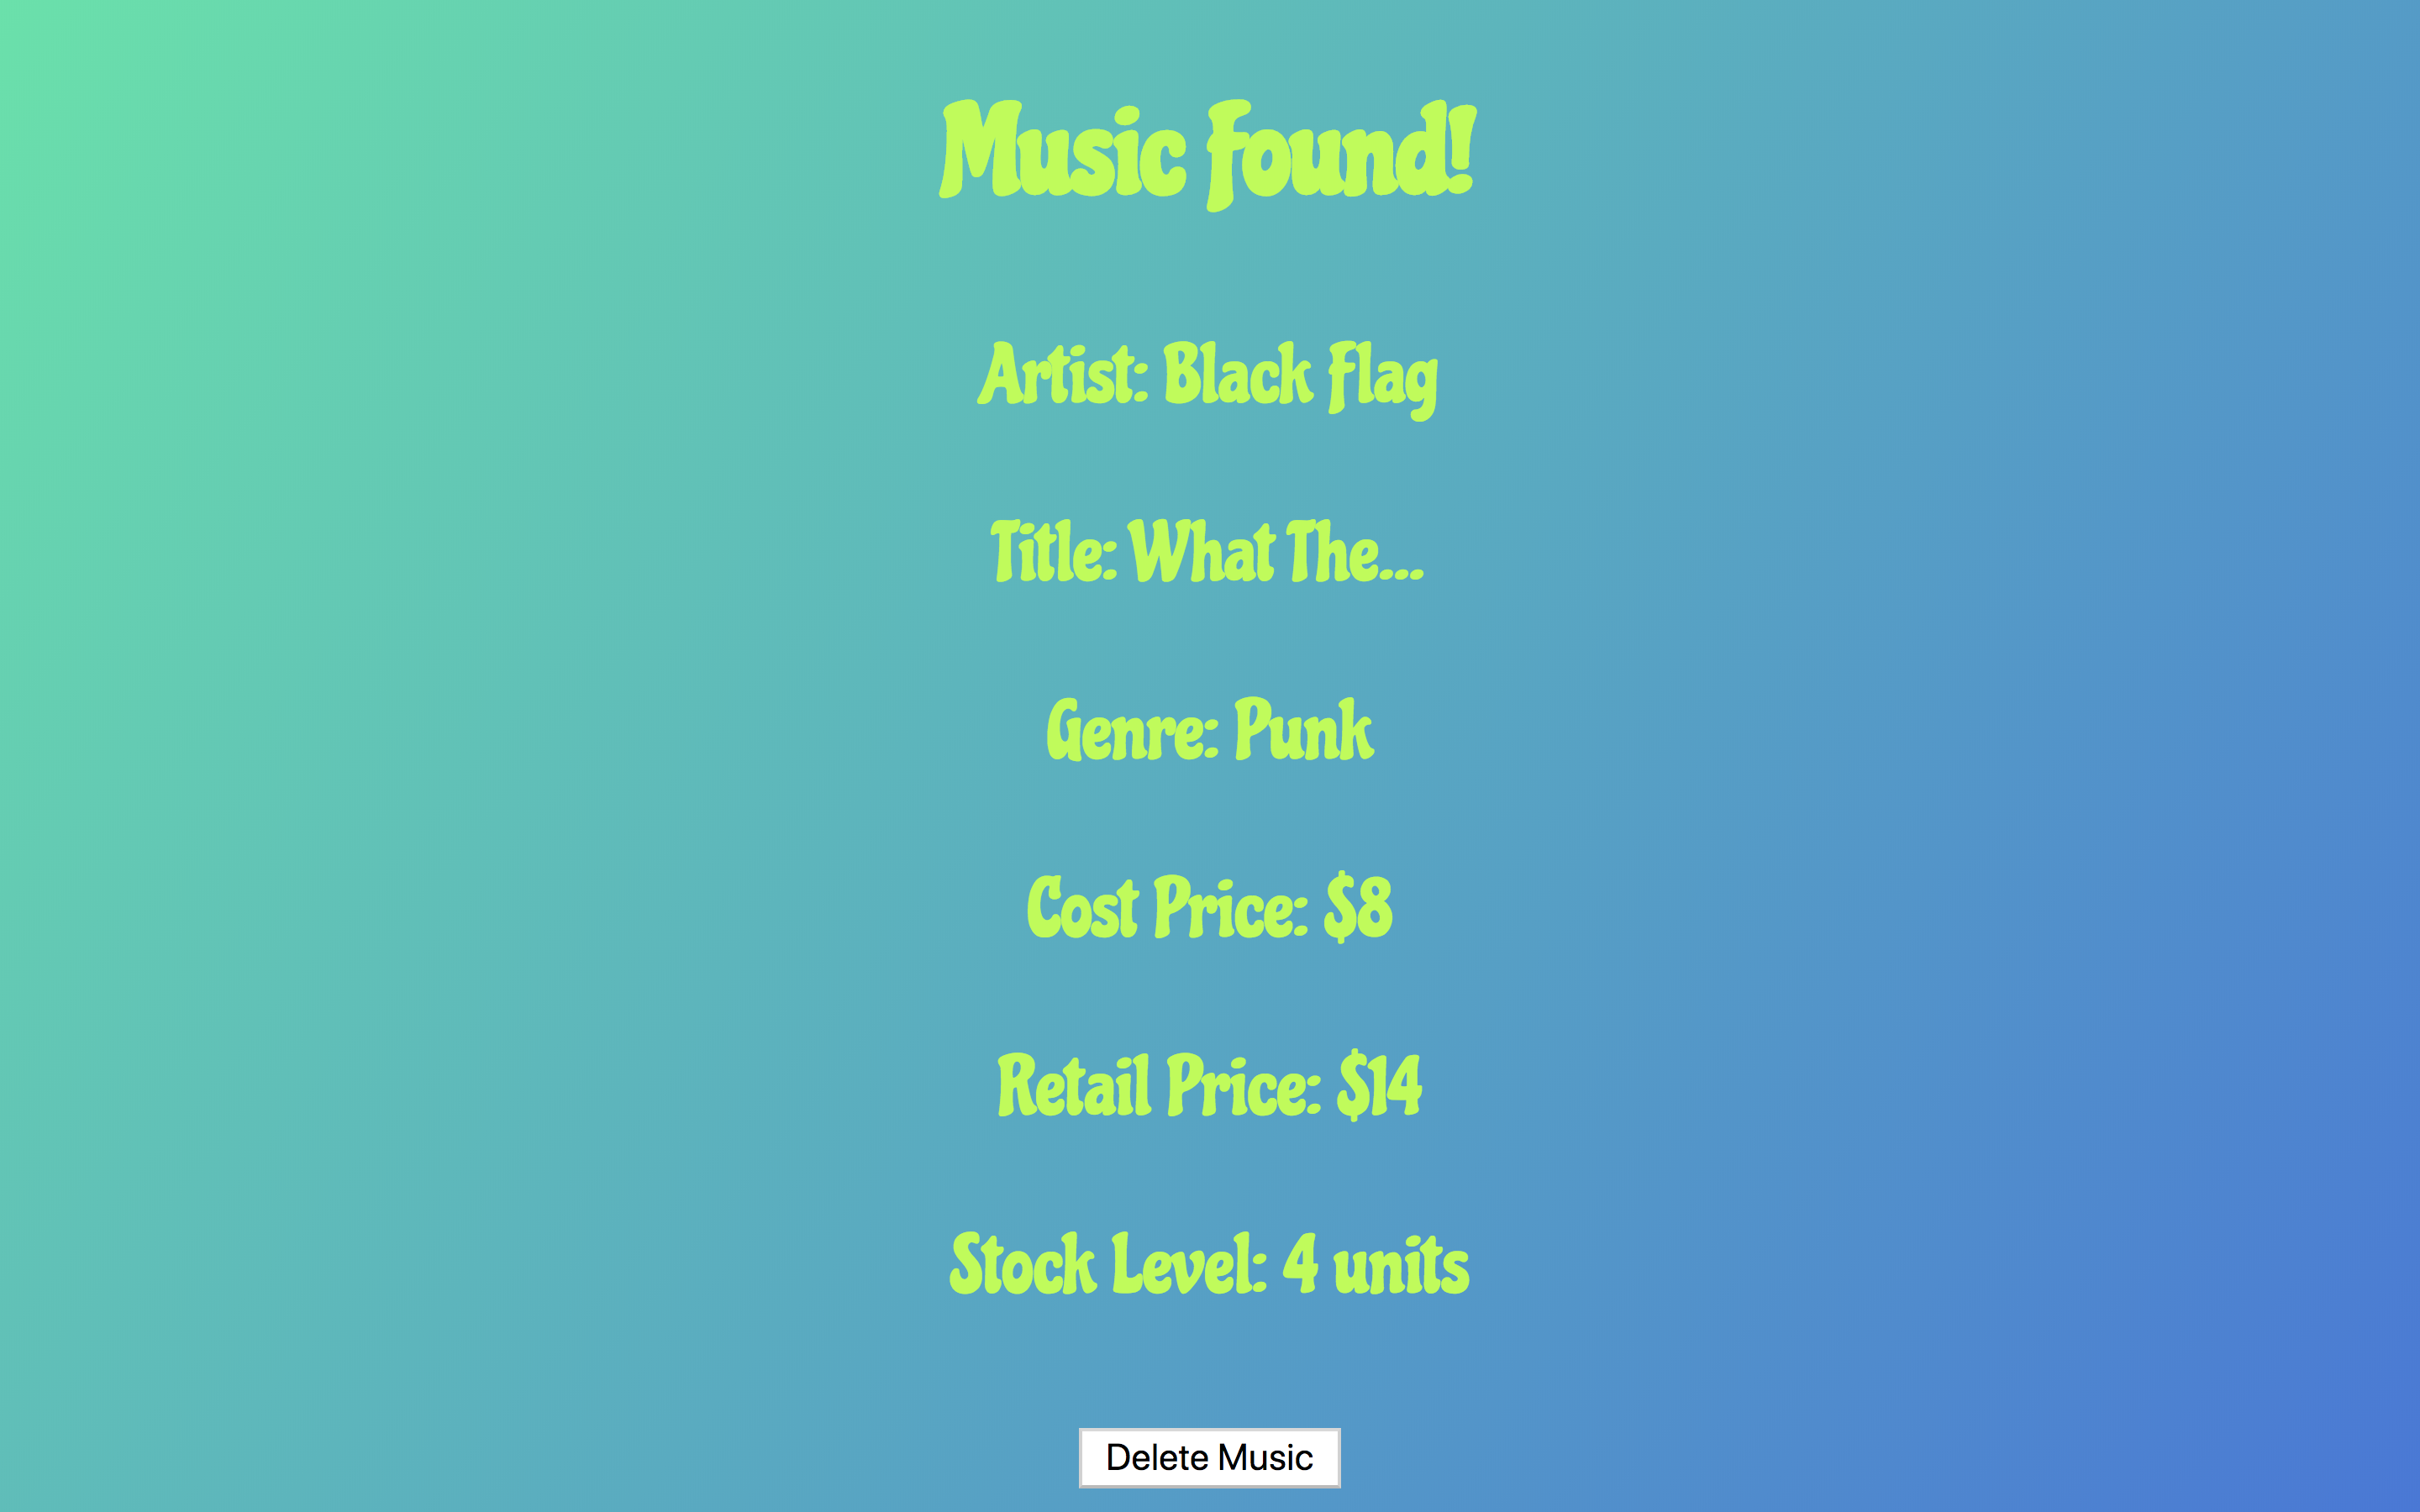 Music Found!
Artist: Black Flag
Title: What The...
Genre: Punk
Cost Price: $8
Retail Price: $14
Stock Level: 4 units
Delete Music